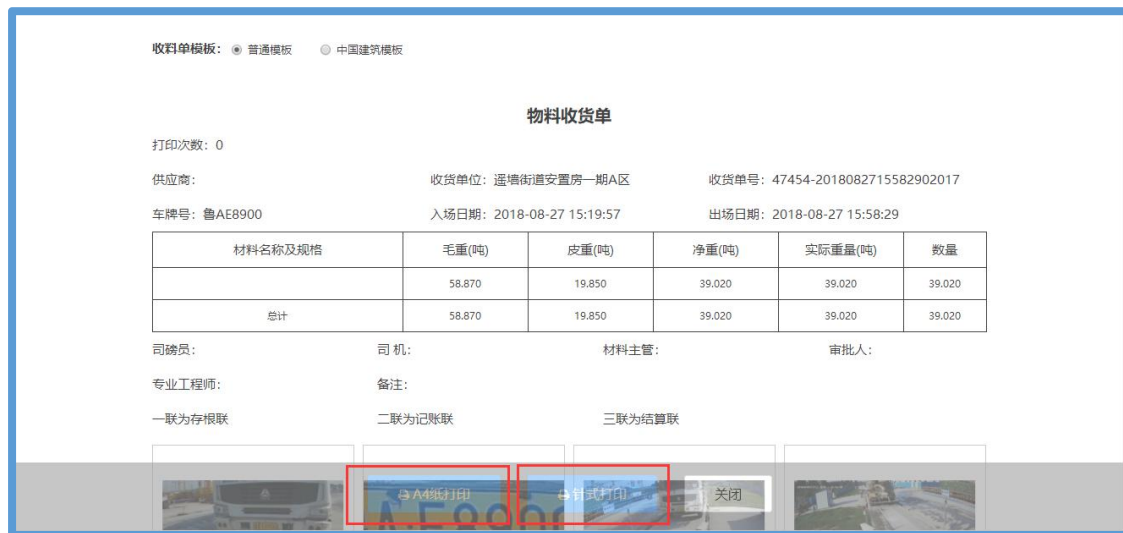 收料单模板： 普通模板 中国建筑模板
物料收货单
打印次数：0
供应商： 收货单位：遥墙街道安置房一期A区 收货单号：47454-2018082715582902017
车牌号：鲁AE8900 入场日期：2018-08-27 15:19:57 出场日期：2018-08-27 15:58:29
材料名称及规格 毛重(吨) 皮重(吨) 净重(吨) 实际重量(吨) 数量
58.870 19.850 39.020 39.020 39.020
总计 58.870 19.850 39.020 39.020 39.020
司磅员： 司 机： 材料主管： 审批人：
专业工程师： 备注：
一联为存根联 二联为记账联 三联为结算联
A4纸打印 针式打印 关闭
AE8900